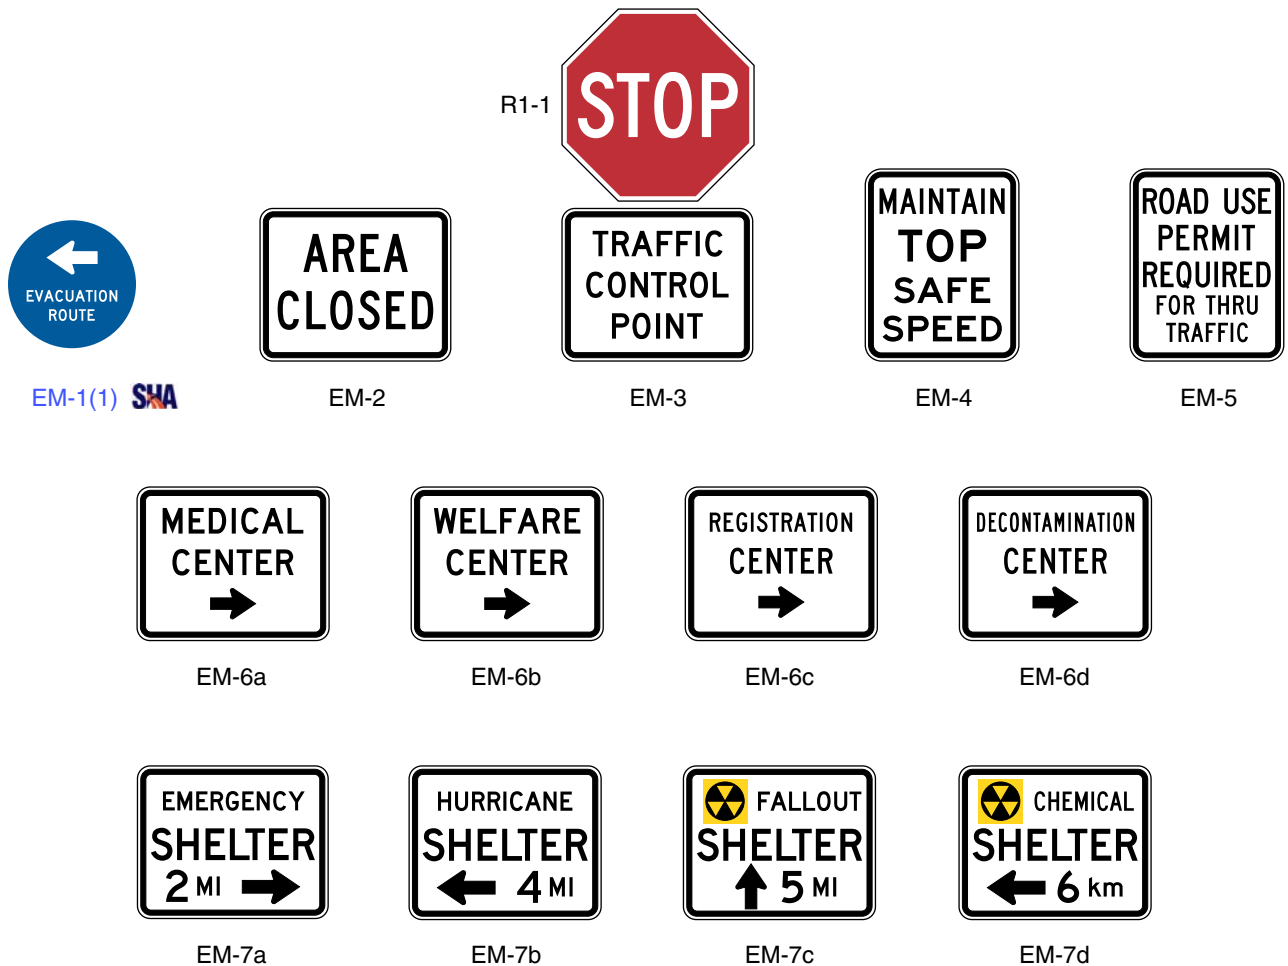 R1-1
STOP
EVACUATION
ROUTE
EM-1(1) SHA
AREA
CLOSED
EM-2
TRAFFIC
CONTROL
POINT
EM-3
MAINTAIN
TOP
SAFE
SPEED
EM-4
ROAD USE
PERMIT
REQUIRED
FOR THRU
TRAFFIC
EM-5
MEDICAL
CENTER
EM-6a
WELFARE
CENTER
EM-6b
REGISTRATION
CENTER
EM-6c
DECONTAMINATION
CENTER
EM-6d
EMERGENCY
SHELTER
2 MI
EM-7a
HURRICANE
SHELTER
4 MI
EM-7b
FALLOUT
SHELTER
5 MI
EM-7c
CHEMICAL
SHELTER
6 km
EM-7d